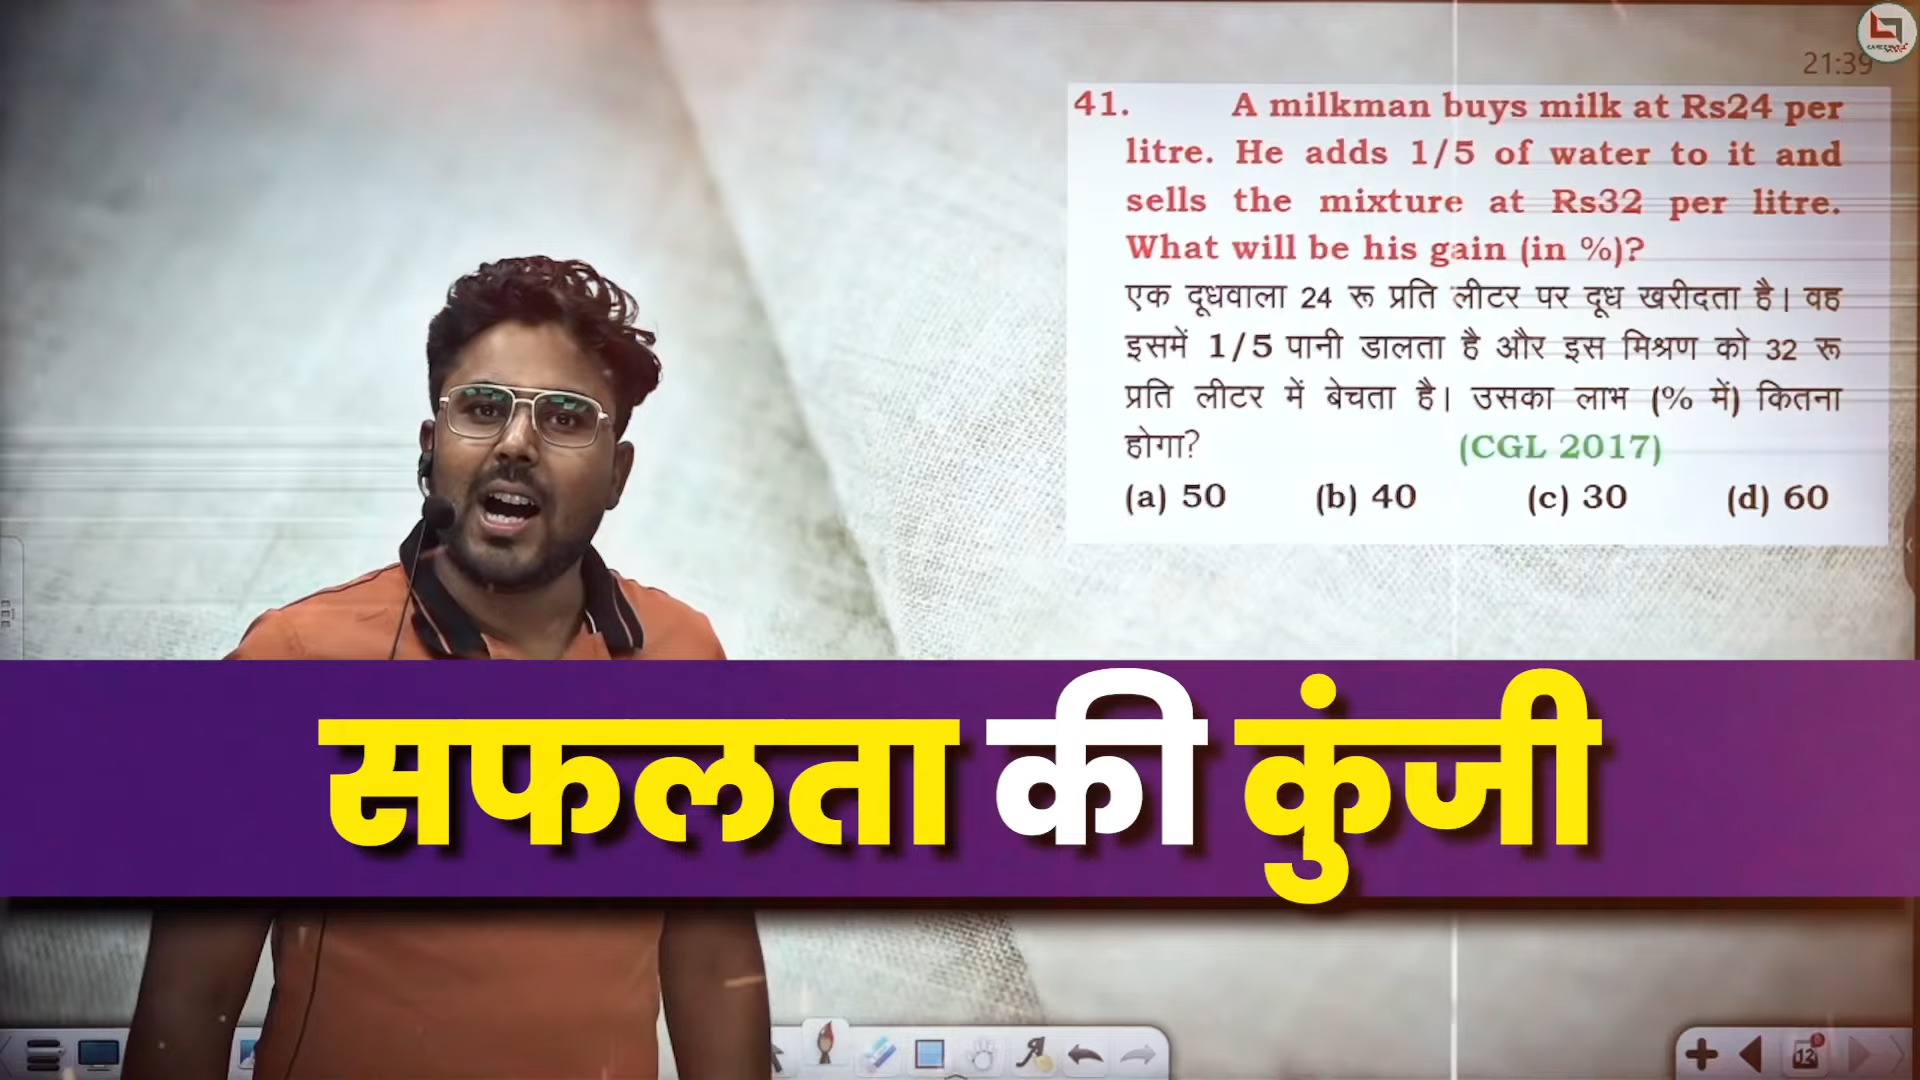 21:39
41. A milkman buys milk at Rs24 per
litre. He adds 1/5 of water to it and
sells the mixture at Rs32 per litre.
What will be his gain (in %)?
एक दूधवाला 24 रू प्रति लीटर पर दूध खरीदता है। वह
इसमें 1/5 पानी डालता है और इस मिश्रण को 32 रू
प्रति लीटर में बेचता है। उसका लाभ (% में) कितना
होगा? (CGL 2017)
(a) 50 (b) 40 (c) 30 (d) 60
सफलता की कुंजी
12